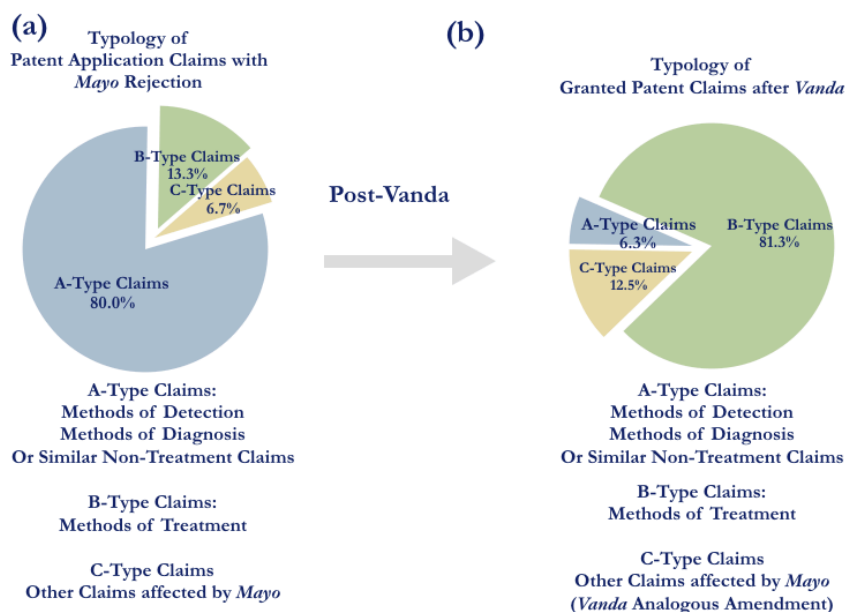 (a)
Typology of
Patent Application Claims with
Mayo Rejection
B-Type Claims
13.3%
C-Type Claims
6.7%
A-Type Claims
80.0%
A-Type Claims:
Methods of Detection
Methods of Diagnosis
Or Similar Non-Treatment Claims
B-Type Claims:
Methods of Treatment
C-Type Claims
Other Claims affected by Mayo
Post-Vanda
(b)
Typology of
Granted Patent Claims after Vanda
A-Type Claims
6.3%
B-Type Claims
81.3%
C-Type Claims
12.5%
A-Type Claims:
Methods of Detection
Methods of Diagnosis
Or Similar Non-Treatment Claims
B-Type Claims:
Methods of Treatment
C-Type Claims
Other Claims affected by Mayo
(Vanda Analogous Amendment)